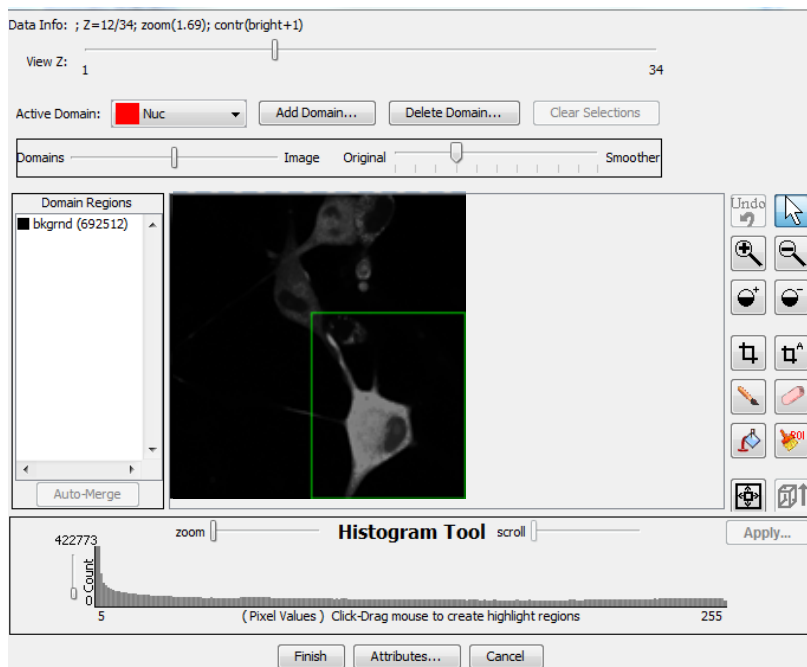 Data Info: ; Z=12/34; zoom(1.69); contr(bright+1)
View Z:
1 34
Active Domain: Nuc Add Domain... Delete Domain... Clear Selections
Domains Image Original Smoother
Domain Regions
bkgrnd (692512)
Undo
A
ROI
Auto-Merge
zoom Histogram Tool scroll Apply...
422773
Count
0
5 ( Pixel Values ) Click-Drag mouse to create highlight regions 255
Finish Attributes... Cancel